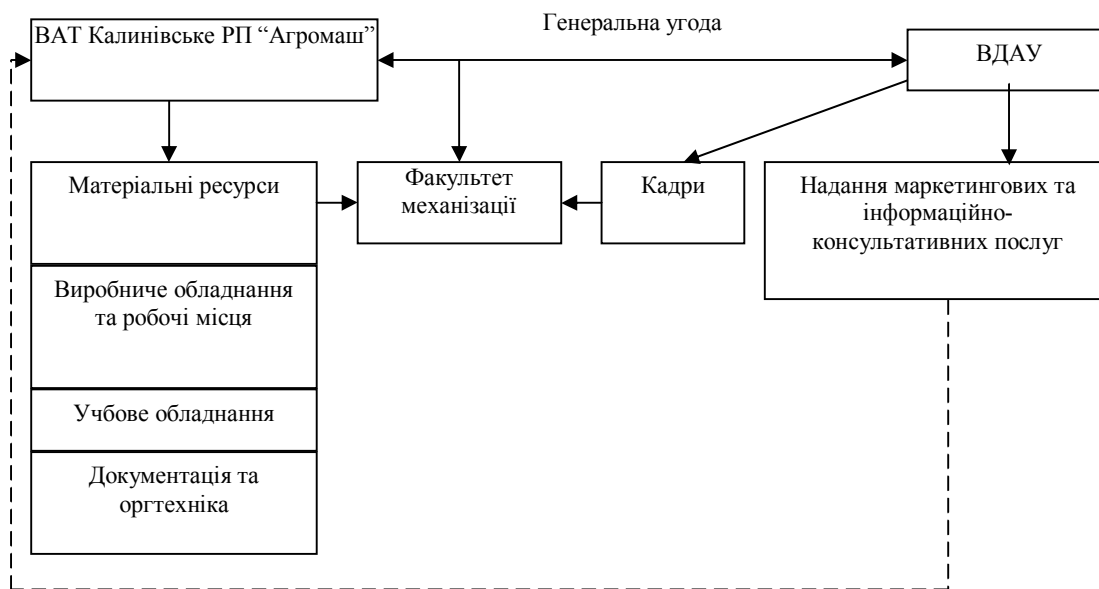 ВАТ Калинівське РП “Агромаш”
Генеральна угода
ВДАУ
Матеріальні ресурси
Факультет
механізації
Кадри
Надання маркетингових та
інформаційно-
консультативних послуг
Виробниче обладнання
та робочі місця
Учбове обладнання
Документація та
оргтехніка